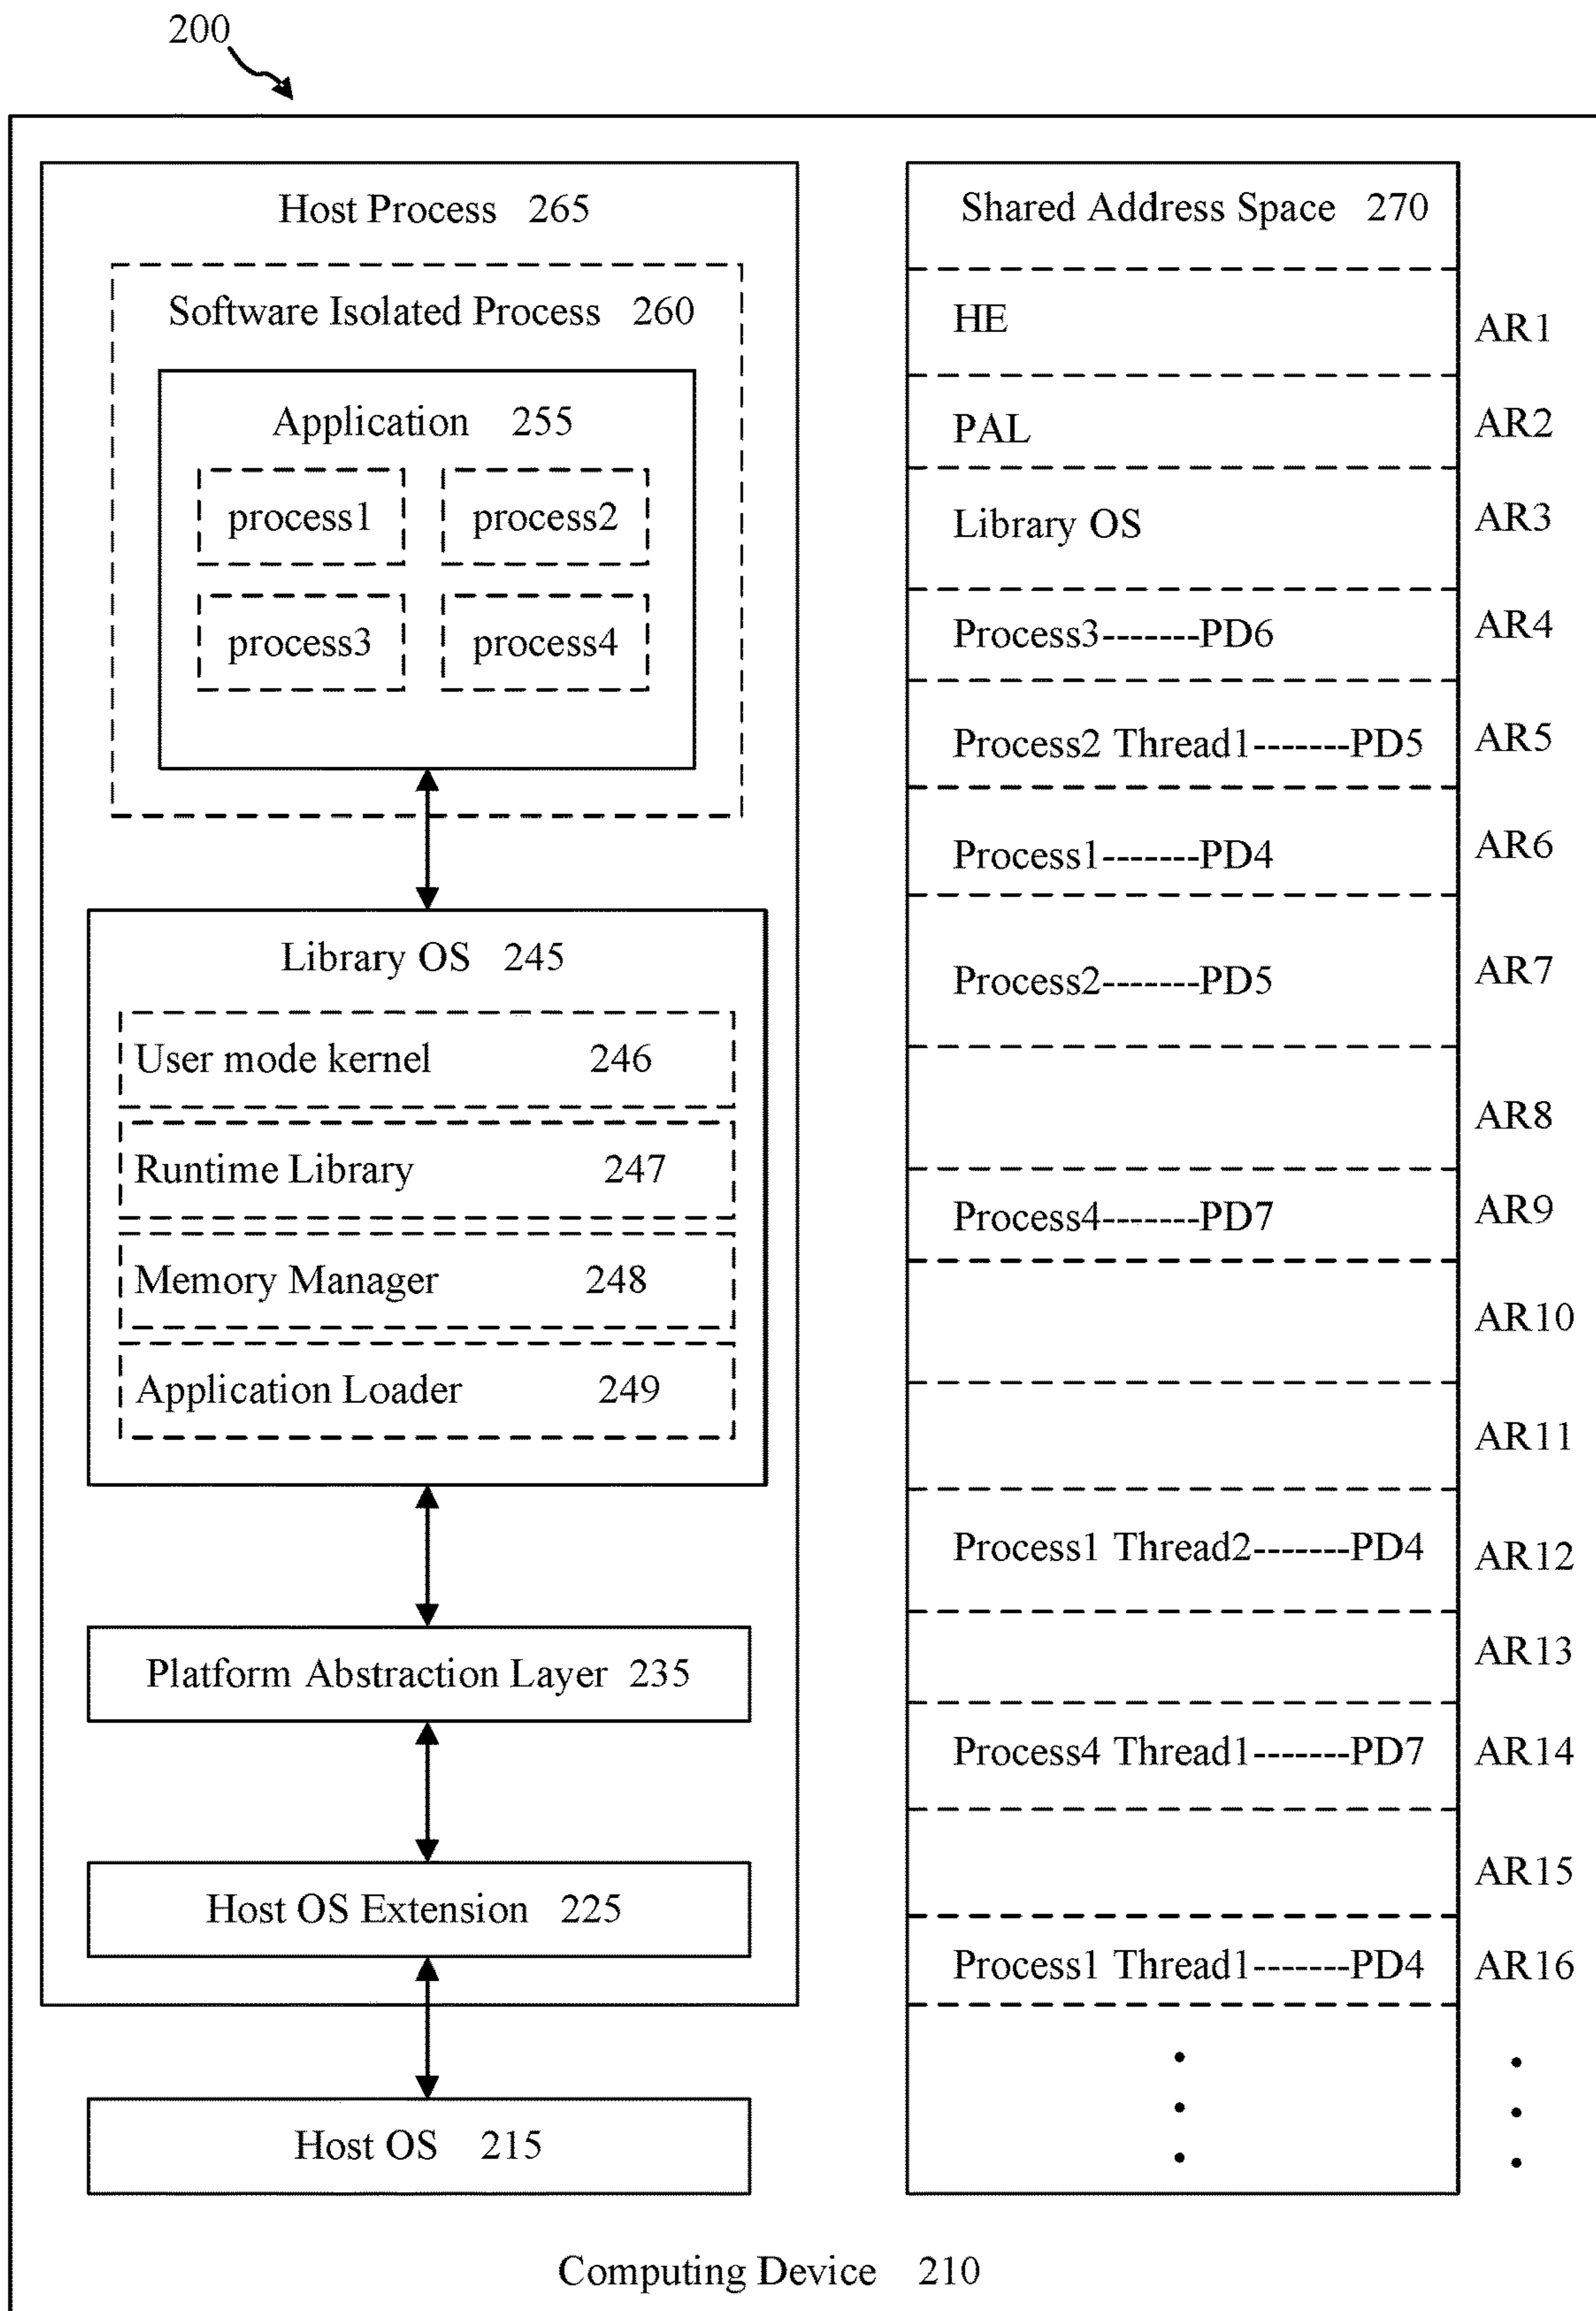 200
Host Process 265
Software Isolated Process 260
Application 255
process1 process2
process3 process4
Library OS 245
User mode kernel 246
Runtime Library 247
Memory Manager 248
Application Loader 249
Platform Abstraction Layer 235
Host OS Extension 225
Host OS 215
Shared Address Space 270
HE AR1
PAL AR2
Library OS AR3
Process3-------PD6 AR4
Process2 Thread1-------PD5 AR5
Process1-------PD4 AR6
Process2-------PD5 AR7
AR8
Process4-------PD7 AR9
AR10
AR11
Process1 Thread2-------PD4 AR12
AR13
Process4 Thread1-------PD7 AR14
AR15
Process1 Thread1-------PD4 AR16
Computing Device 210